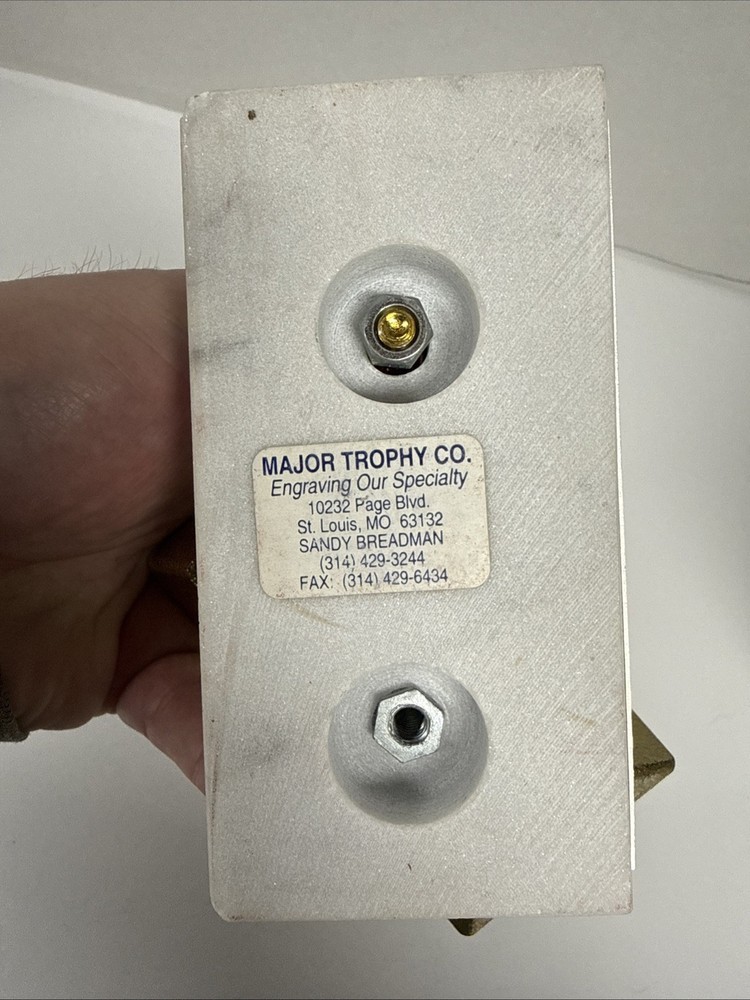 MAJOR TROPHY CO.
Engraving Our Specialty
10232 Page Blvd.
St. Louis, MO 63132
SANDY BREADMAN
(314) 429-3244
FAX: (314) 429-6434